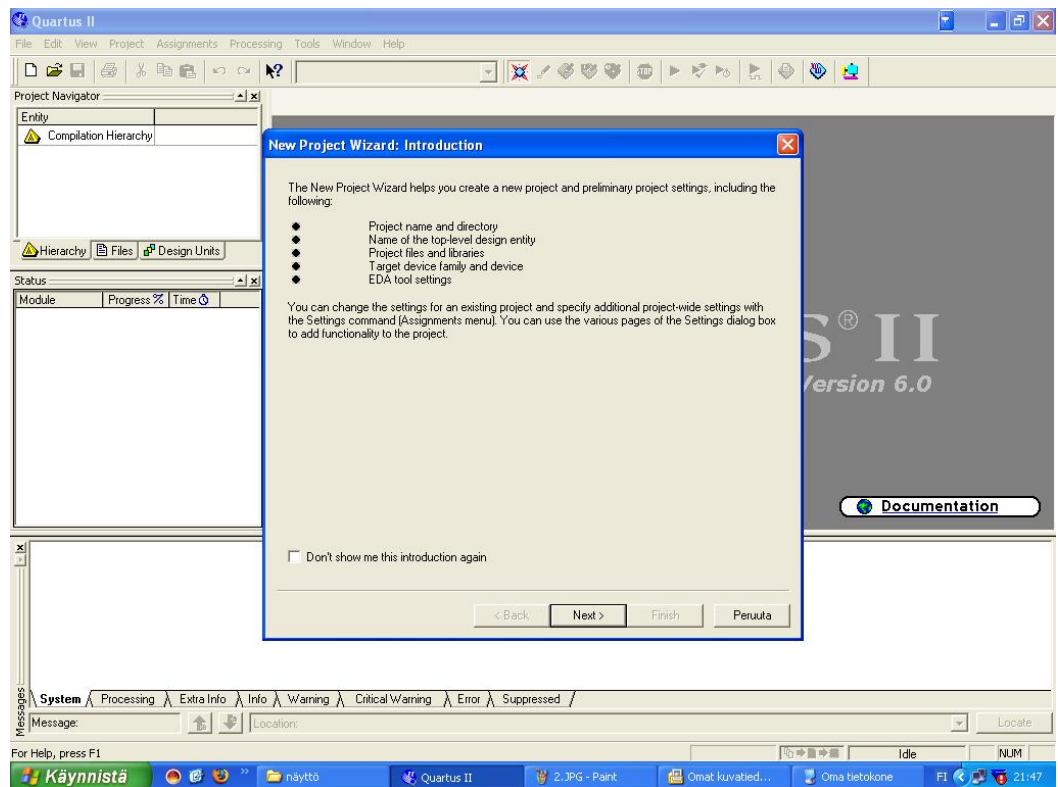 Quartus II
File Edit View Project Assignments Processing Tools Window Help
Project Navigator
Entity
Compilation Hierarchy
Hierarchy Files Design Units
Status
Module Progress % Time
New Project Wizard: Introduction
The New Project Wizard helps you create a new project and preliminary project settings, including the
following:
Project name and directory
Name of the top-level design entity
Project files and libraries
Target device family and device
EDA tool settings
You can change the settings for an existing project and specify additional project-wide settings with
the Settings command (Assignments menu). You can use the various pages of the Settings dialog box
to add functionality to the project.
Don't show me this introduction again
< Back Next > Finish Peruuta
S® II
Version 6.0
Documentation
Messages
System Processing Extra Info Info Warning Critical Warning Error Suppressed
Message: Location: Locate
For Help, press F1 Idle NUM
Käynnistä » näyttö Quartus II 2.JPG - Paint Omat kuvatied... Oma tietokone FI 21:47